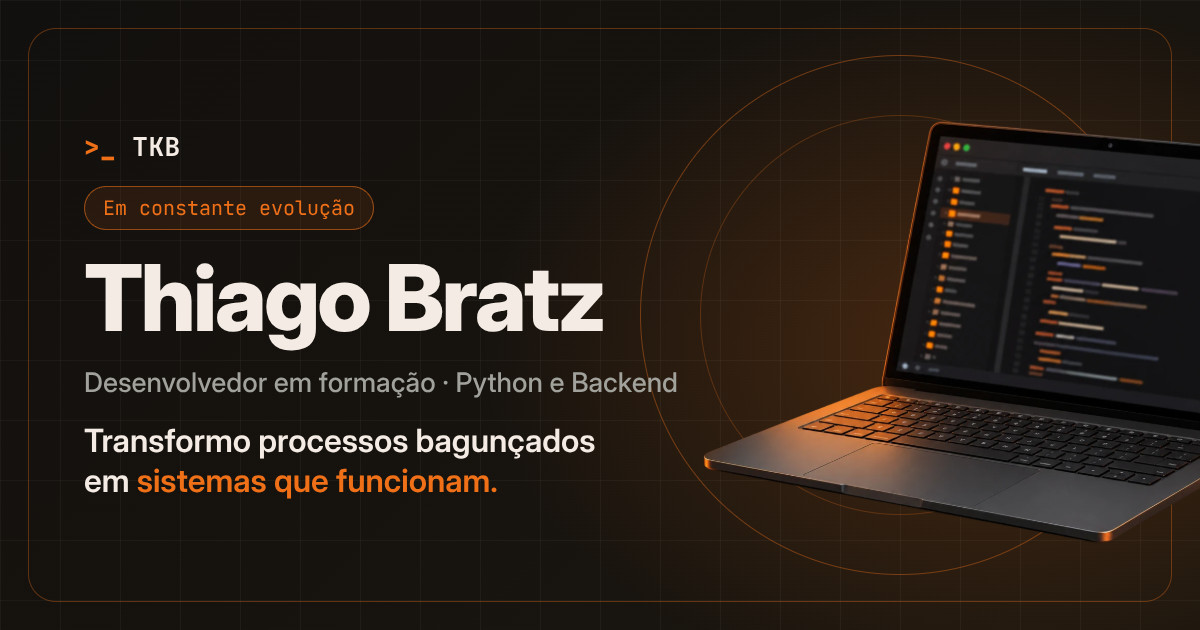 >_ TKB
Em constante evolução
Thiago Bratz
Desenvolvedor em formação · Python e Backend
Transformo processos bagunçados
em sistemas que funcionam.